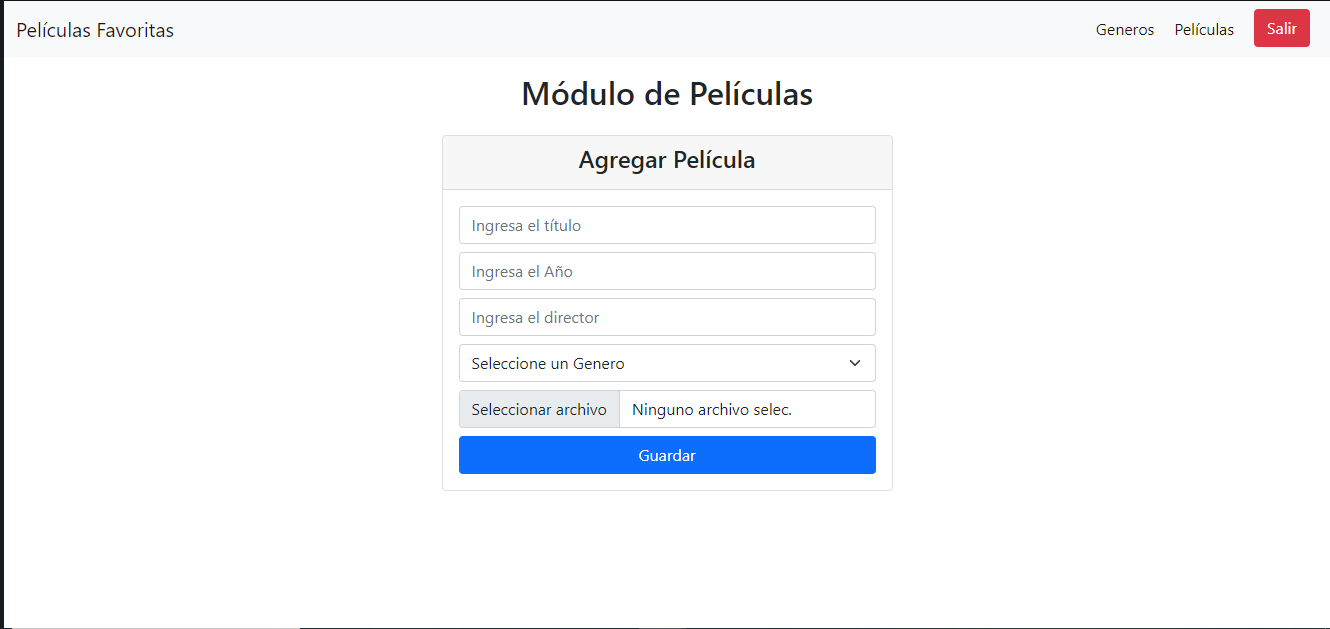 Películas Favoritas
Generos
Películas
Salir
Módulo de Películas
Agregar Película
Ingresa el título
Ingresa el Año
Ingresa el director
Seleccione un Genero
Seleccionar archivo
Ninguno archivo selec.
Guardar